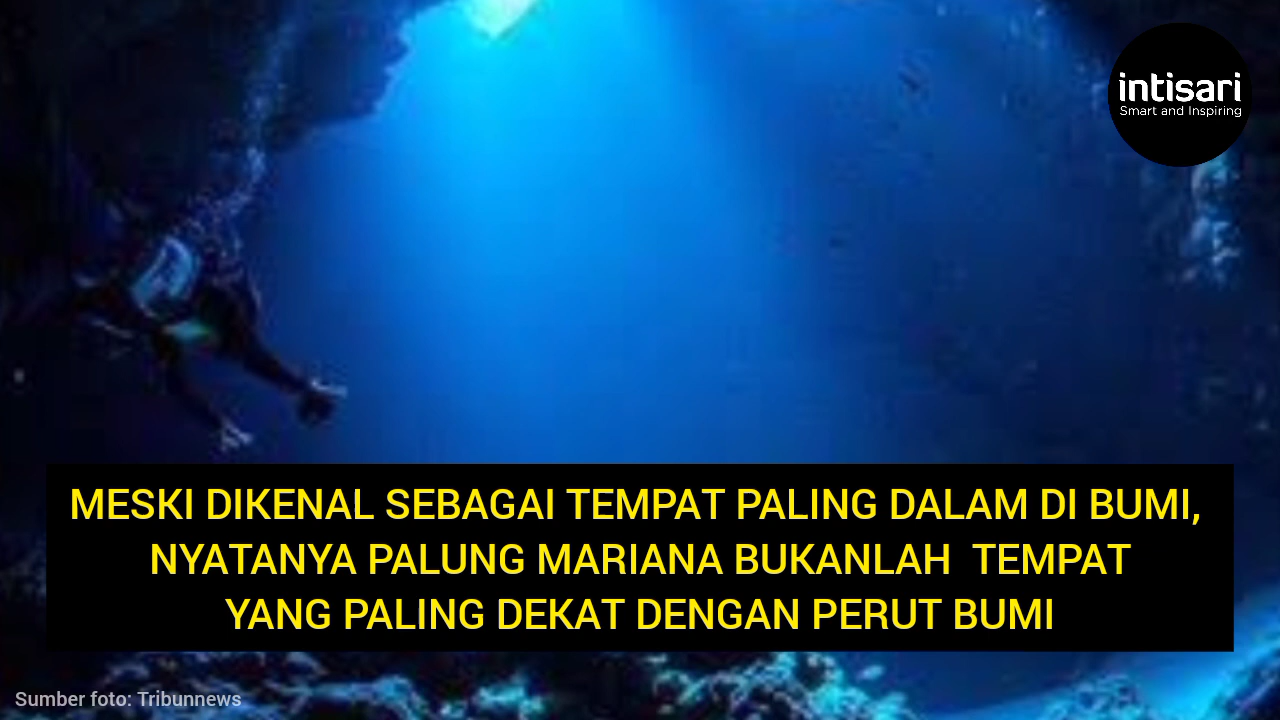 intisari
Smart and Inspiring
MESKI DIKENAL SEBAGAI TEMPAT PALING DALAM DI BUMI,
NYATANYA PALUNG MARIANA BUKANLAH  TEMPAT
YANG PALING DEKAT DENGAN PERUT BUMI
Sumber foto: Tribunnews